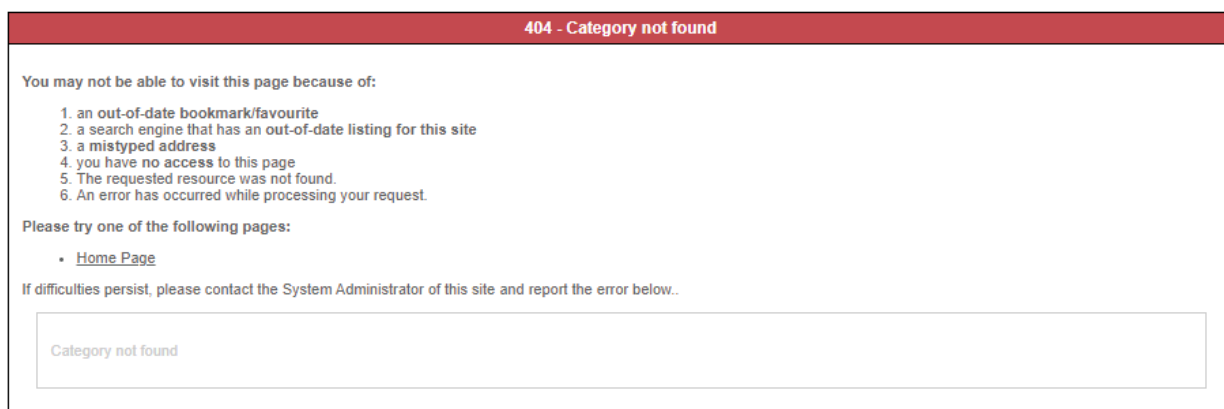 404 - Category not found
You may not be able to visit this page because of:
1. an out-of-date bookmark/favourite
2. a search engine that has an out-of-date listing for this site
3. a mistyped address
4. you have no access to this page
5. The requested resource was not found.
6. An error has occurred while processing your request.
Please try one of the following pages:
• Home Page
If difficulties persist, please contact the System Administrator of this site and report the error below..
Category not found